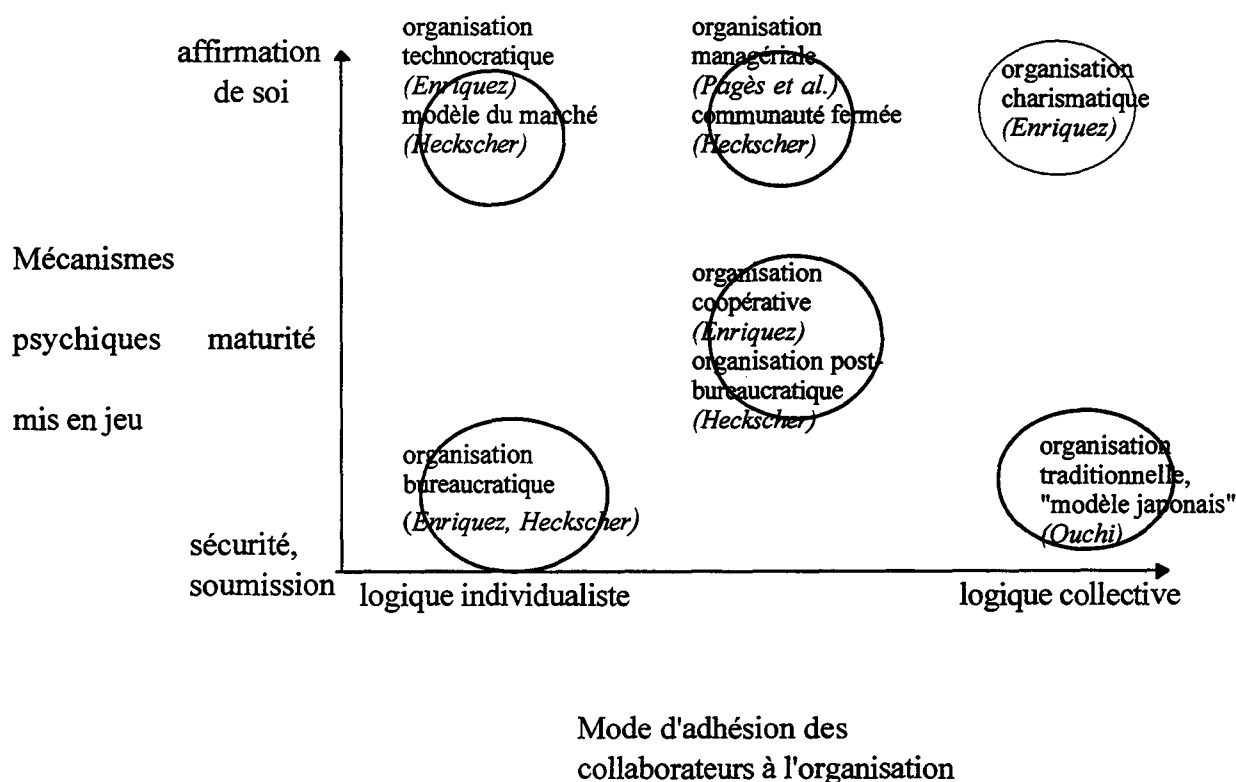 affirmation
de soi
organisation
technocratique
(Enriquez)
modèle du marché
(Heckscher)
organisation
managériale
(Pagès et al.)
communauté fermée
(Heckscher)
organisation
charismatique
(Enriquez)
Mécanismes
psychiques
mis en jeu
maturité
organisation
coopérative
(Enriquez)
organisation post-
bureaucratique
(Heckscher)
organisation
bureaucratique
(Enriquez, Heckscher)
organisation
traditionnelle,
"modèle japonais"
(Ouchi)
sécurité,
soumission
logique individualiste
logique collective
Mode d'adhésion des
collaborateurs à l'organisation